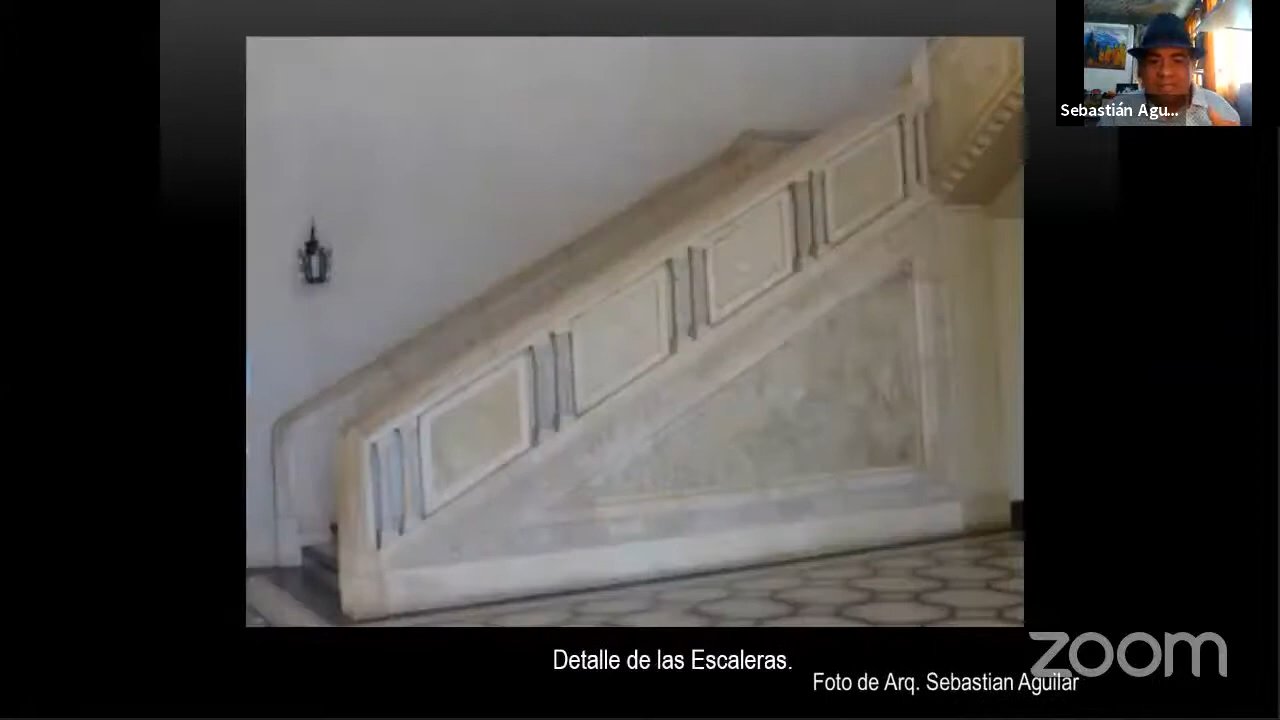 Sebastián Agu...
Detalle de las Escaleras.
Foto de Arq. Sebastian Aguilar
zoom